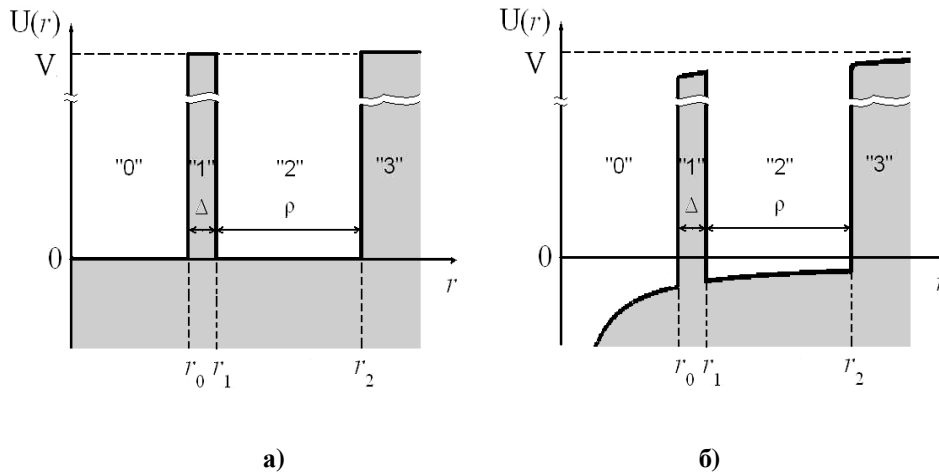 U(r) U(r)
V V
"0" "1" "2" "3" "0" "1" "2" "3"
Δ ρ Δ ρ
0 r 0 r
r0 r1 r2 r0 r1 r2
а) б)